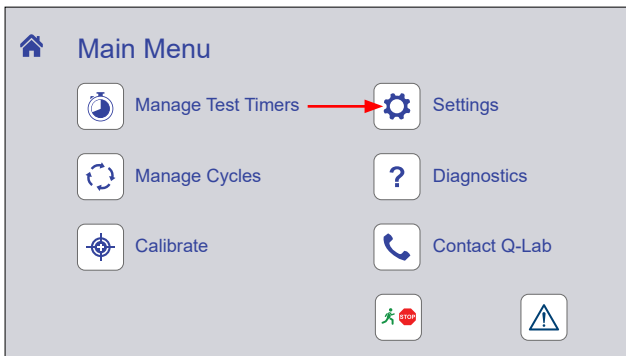 Main Menu
Manage Test Timers
Settings
Manage Cycles
? Diagnostics
Calibrate
Contact Q-Lab
STOP